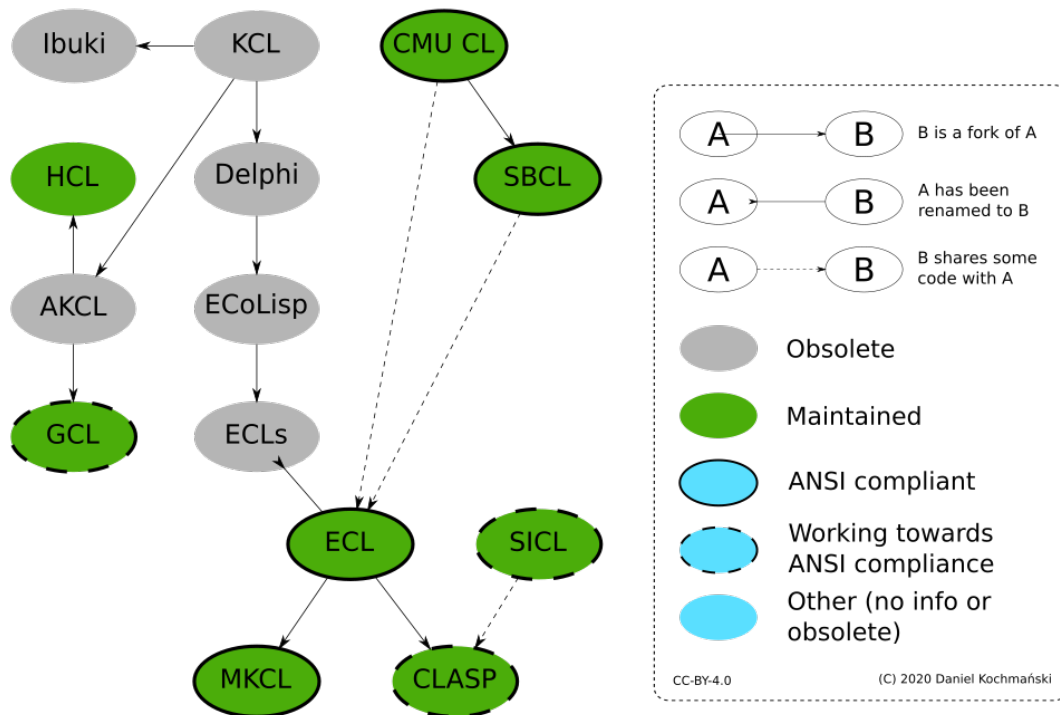 Ibuki
KCL
CMU CL
HCL
Delphi
SBCL
AKCL
ECoLisp
GCL
ECLs
ECL
SICL
MKCL
CLASP
A
B
B is a fork of A
A
B
A has been
renamed to B
A
B
B shares some
code with A
Obsolete
Maintained
ANSI compliant
Working towards
ANSI compliance
Other (no info or
obsolete)
CC-BY-4.0
(C) 2020 Daniel Kochmański